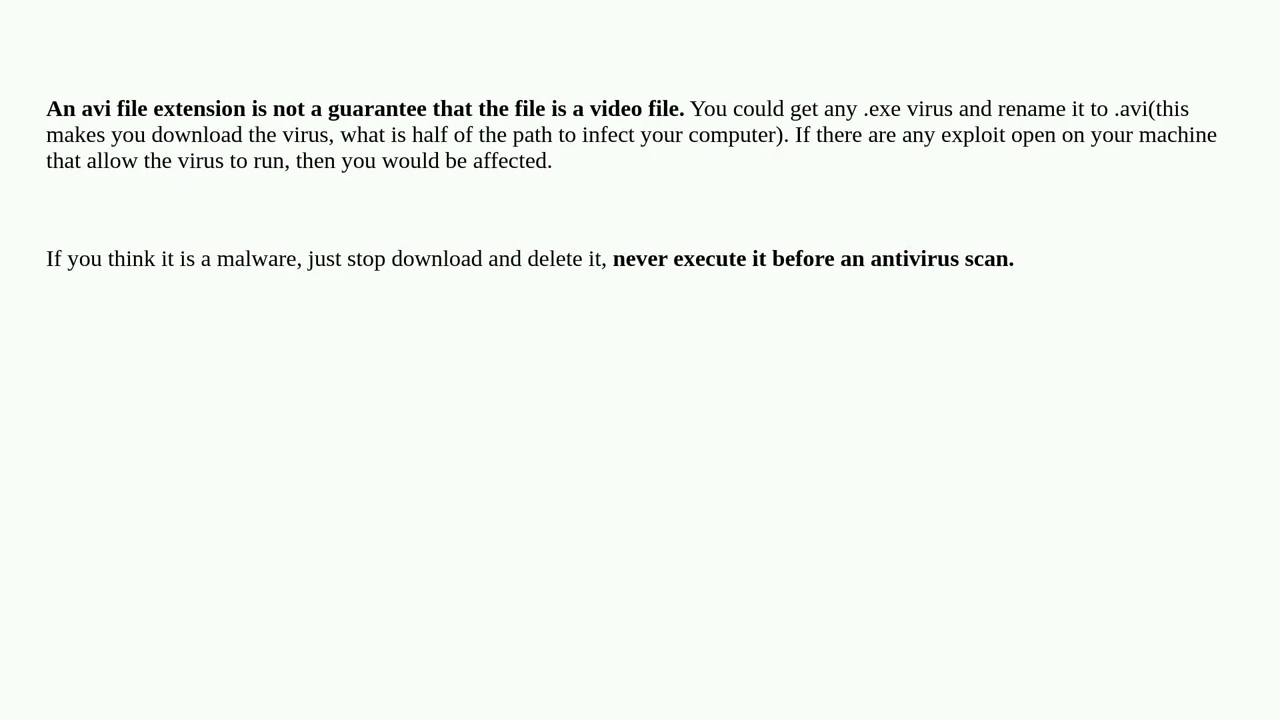 An avi file extension is not a guarantee that the file is a video file. You could get any .exe virus and rename it to .avi(this
makes you download the virus, what is half of the path to infect your computer). If there are any exploit open on your machine
that allow the virus to run, then you would be affected.
If you think it is a malware, just stop download and delete it, never execute it before an antivirus scan.